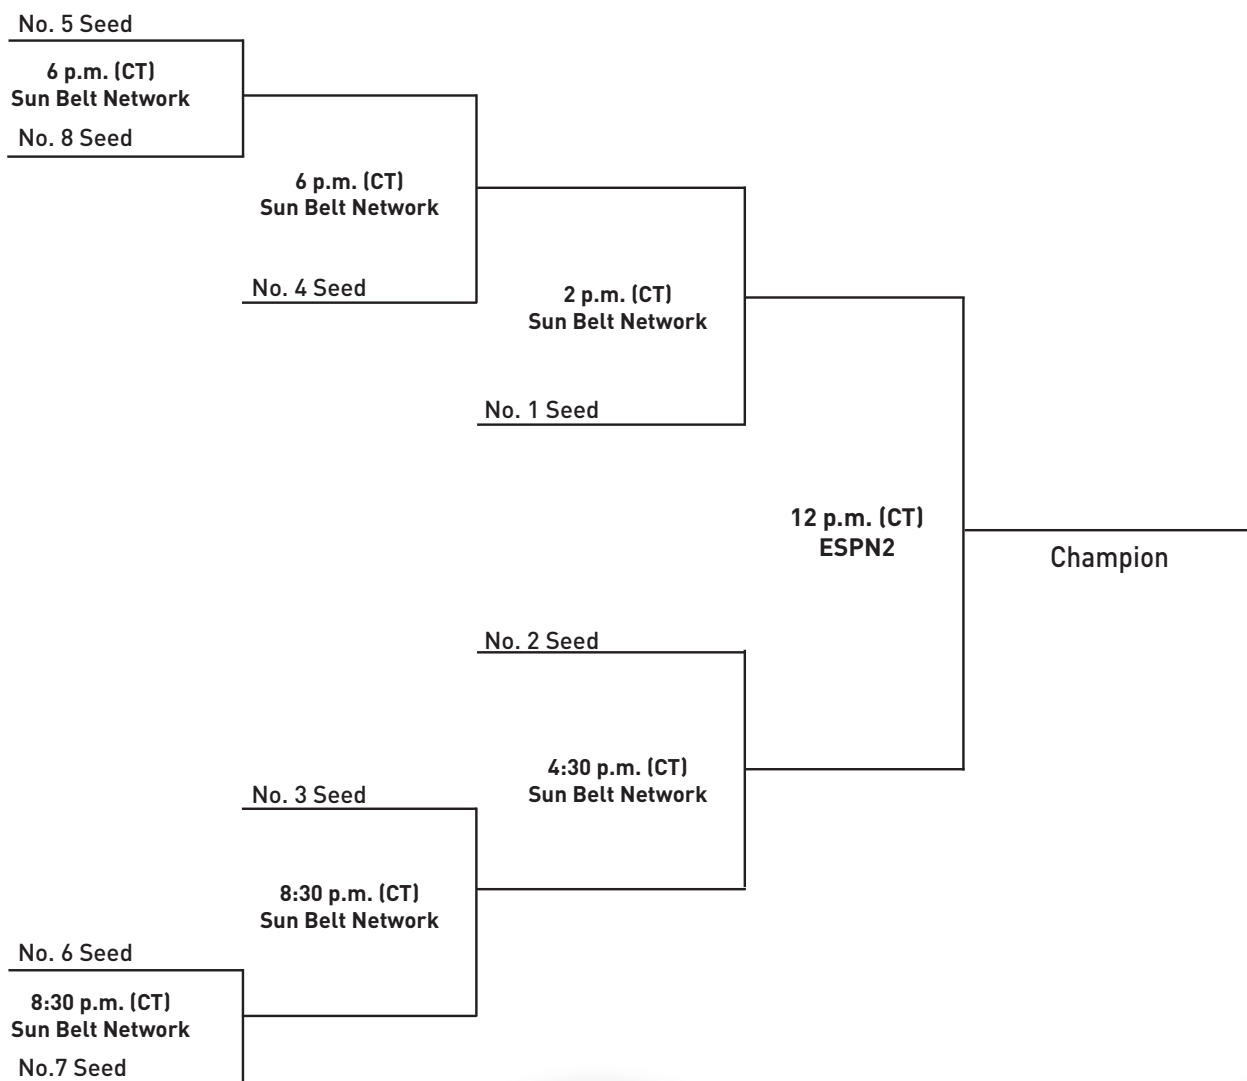 No. 5 Seed
6 p.m. (CT)
Sun Belt Network
No. 8 Seed
6 p.m. (CT)
Sun Belt Network
No. 4 Seed
2 p.m. (CT)
Sun Belt Network
No. 1 Seed
12 p.m. (CT)
ESPN2
Champion
No. 2 Seed
4:30 p.m. (CT)
Sun Belt Network
No. 3 Seed
8:30 p.m. (CT)
Sun Belt Network
No. 6 Seed
8:30 p.m. (CT)
Sun Belt Network
No.7 Seed